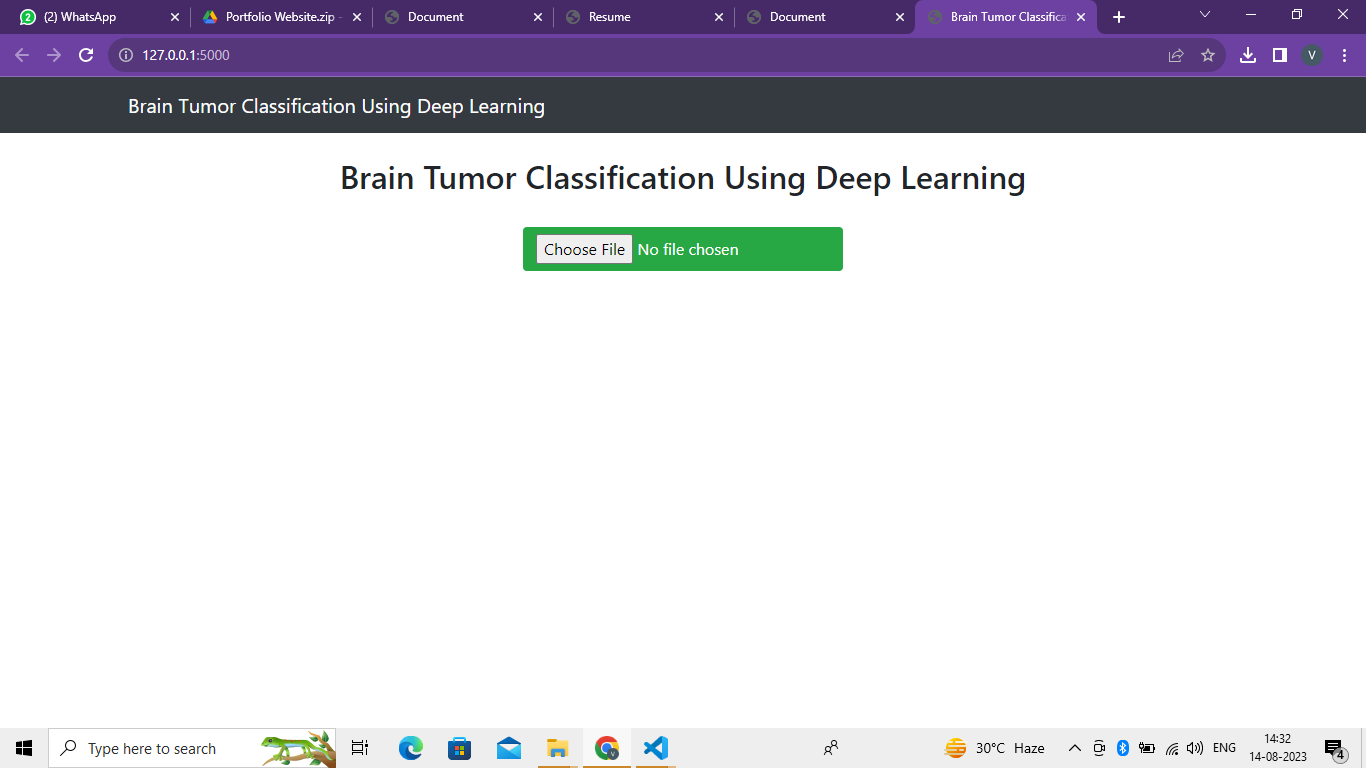 (2) WhatsApp
Portfolio Website.zip -
Document
Resume
Document
Brain Tumor Classifica
127.0.0.1:5000
V
Brain Tumor Classification Using Deep Learning
Brain Tumor Classification Using Deep Learning
Choose File No file chosen
Type here to search
30°C Haze
ENG
14:32
14-08-2023
4